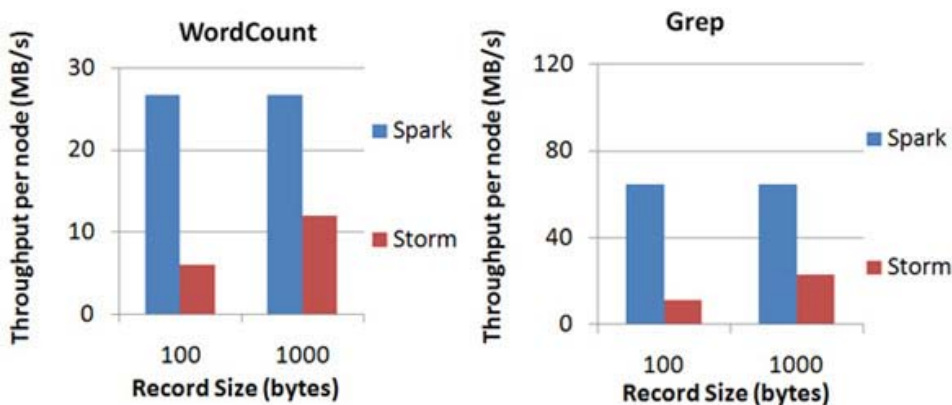 WordCount
Throughput per node (MB/s)
30
20
10
0
100
1000
Record Size (bytes)
Spark
Storm
Grep
Throughput per node (MB/s)
120
80
40
0
100
1000
Record Size (bytes)
Spark
Storm